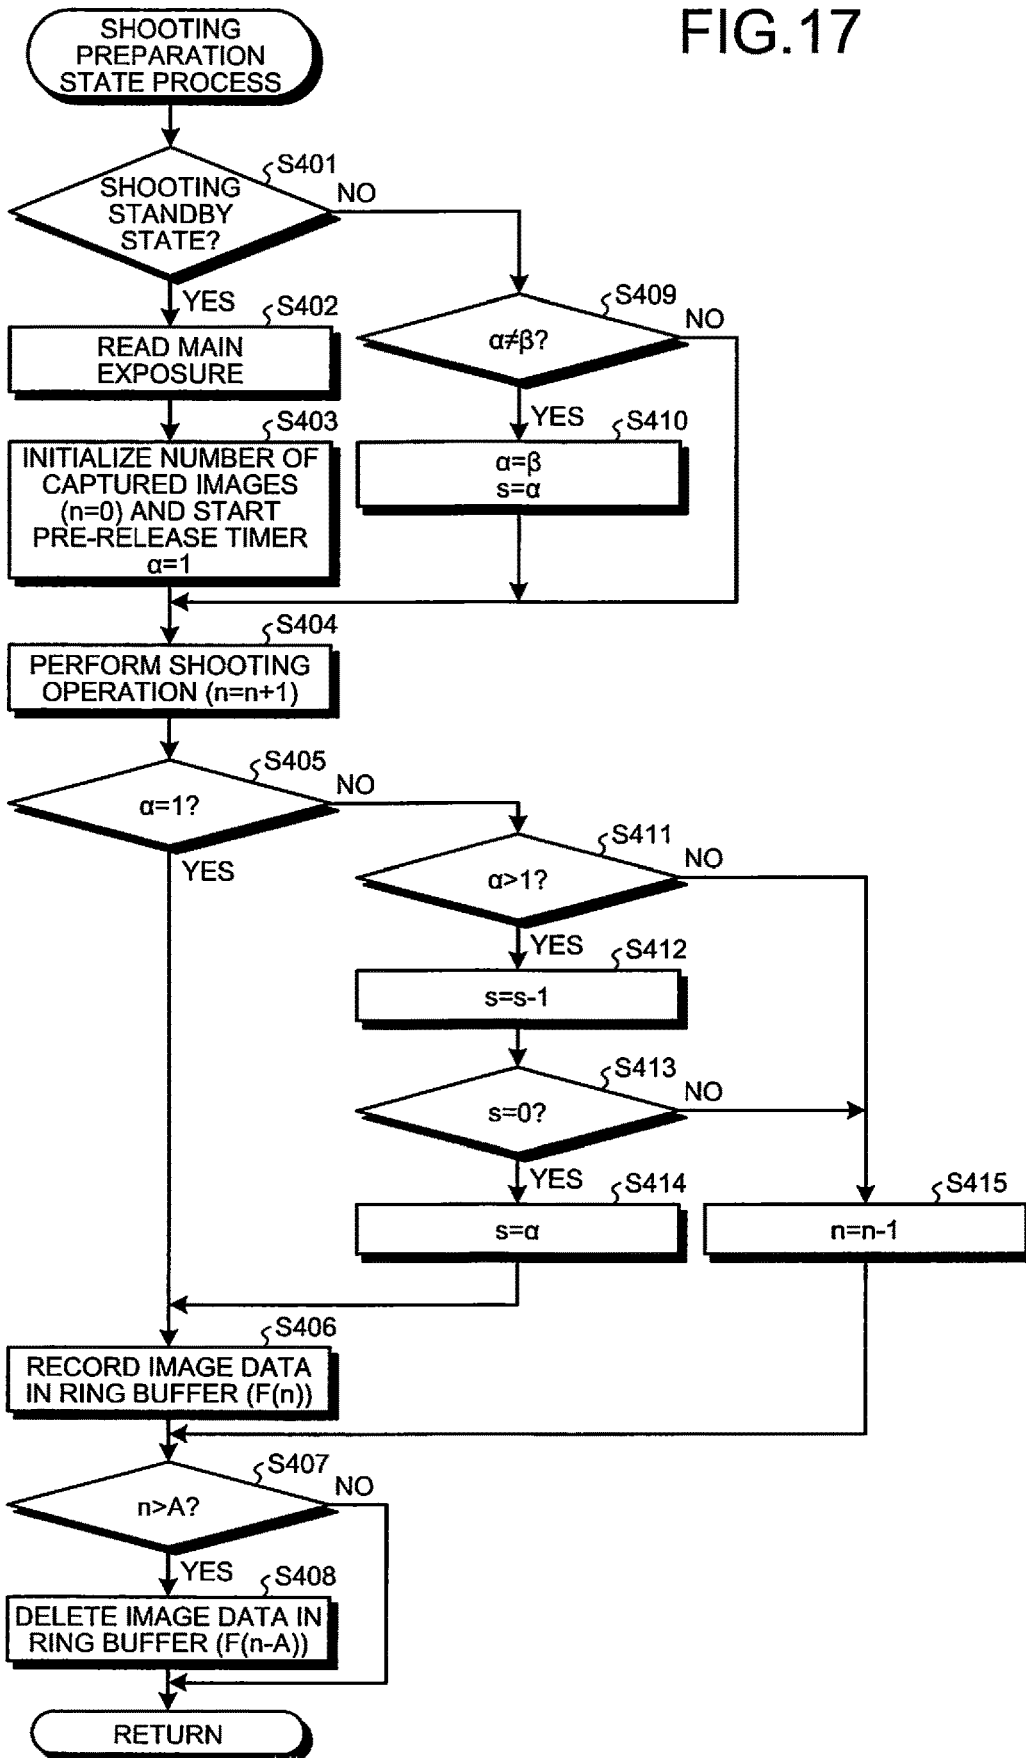 FIG.17
SHOOTING
PREPARATION
STATE PROCESS
S401
SHOOTING
STANDBY
STATE?
NO
YES
S402
READ MAIN
EXPOSURE
S409
α≠β?
NO
YES
S403
INITIALIZE NUMBER OF
CAPTURED IMAGES
(n=0) AND START
PRE-RELEASE TIMER
α=1
S410
α=β
s=α
S404
PERFORM SHOOTING
OPERATION (n=n+1)
S405
α=1?
NO
YES
S411
α>1?
NO
YES
S412
s=s-1
S413
s=0?
NO
YES
S414
s=α
S415
n=n-1
S406
RECORD IMAGE DATA
IN RING BUFFER (F(n))
S407
n>A?
NO
YES
S408
DELETE IMAGE DATA IN
RING BUFFER (F(n-A))
RETURN